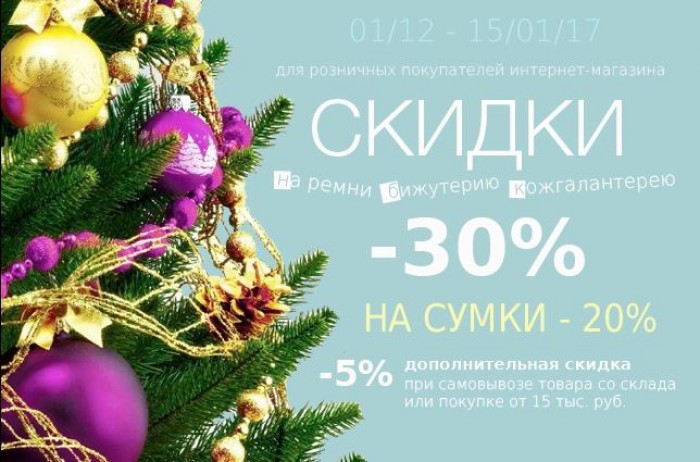 01/12 - 15/01/17
для розничных покупателей интернет-магазина
СКИДКИ
На ремни бижутерию кожгалантерею
-30%
НА СУМКИ - 20%
-5% дополнительная скидка
при самовывозе товара со склада
или покупке от 15 тыс. руб.